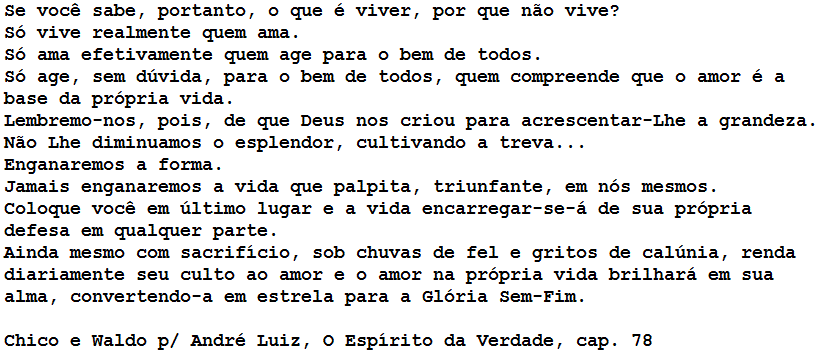 Se você sabe, portanto, o que é viver, por que não vive?
Só vive realmente quem ama.
Só ama efetivamente quem age para o bem de todos.
Só age, sem dúvida, para o bem de todos, quem compreende que o amor é a
base da própria vida.
Lembremo-nos, pois, de que Deus nos criou para acrescentar-Lhe a grandeza.
Não Lhe diminuamos o esplendor, cultivando a treva...
Enganaremos a forma.
Jamais enganaremos a vida que palpita, triunfante, em nós mesmos.
Coloque você em último lugar e a vida encarregar-se-á de sua própria
defesa em qualquer parte.
Ainda mesmo com sacrifício, sob chuvas de fel e gritos de calúnia, renda
diariamente seu culto ao amor e o amor na própria vida brilhará em sua
alma, convertendo-a em estrela para a Glória Sem-Fim.

Chico e Waldo p/ André Luiz, O Espírito da Verdade, cap. 78